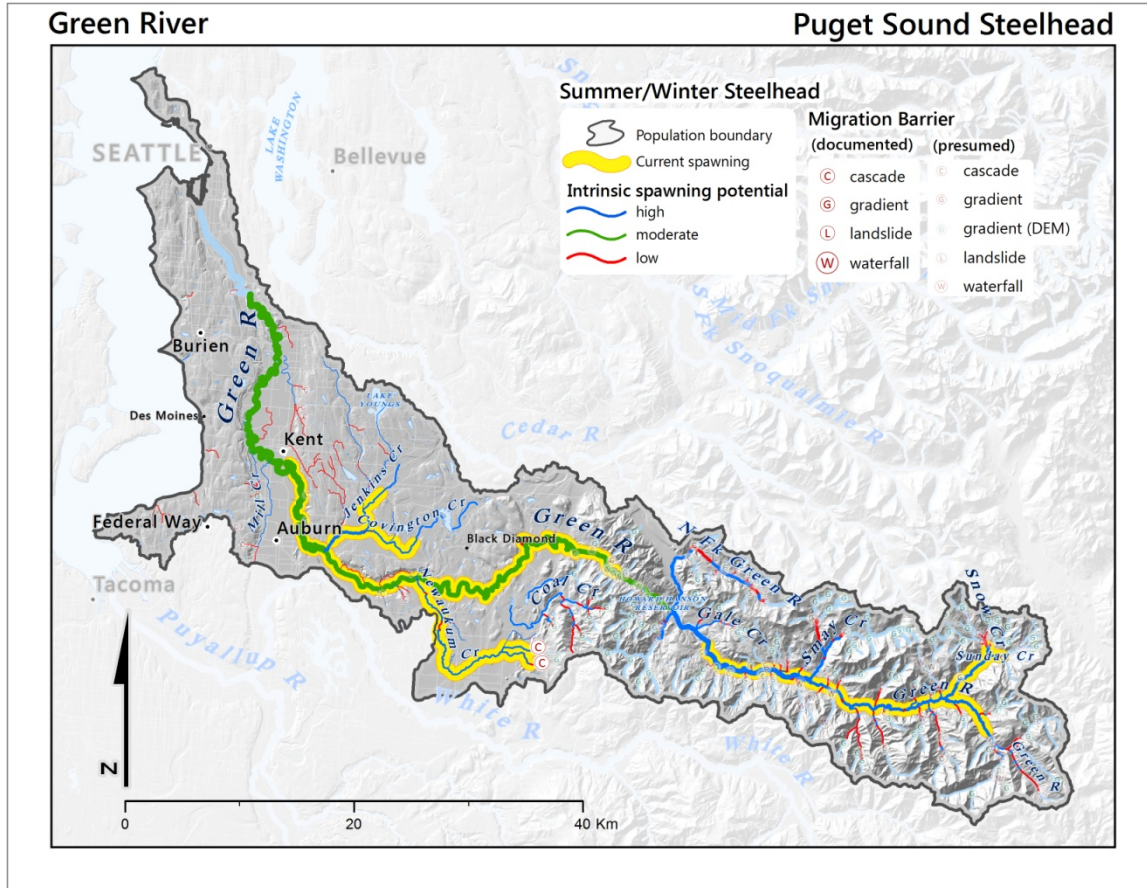 Green River
Puget Sound Steelhead
Summer/Winter Steelhead
Population boundary
Current spawning
Intrinsic spawning potential
high
moderate
low
Migration Barrier
(documented)
(presumed)
C cascade
G gradient
L landslide
W waterfall
cascade
gradient
gradient (DEM)
landslide
waterfall
SEATTLE
LAKE
WASHINGTON
Bellevue
Burien
Green R
Des Moines
Kent
LAKE
YOUNGS
Cedar R
Mid Fk
Fk Snoqualmie R
Mill Cr
Jenkins Cr
Covington Cr
Federal Way
Auburn
Black Diamond
Green R
N Fk Green R
Tacoma
Newaukum
Cr
Coal Cr
HOWARD HANSON
RESERVOIR
Gale Cr
Smay Cr
Snow Cr
Sunday Cr
Green R
Green R
C
C
Puyallup R
White R
White R
N
0
20
40 Km